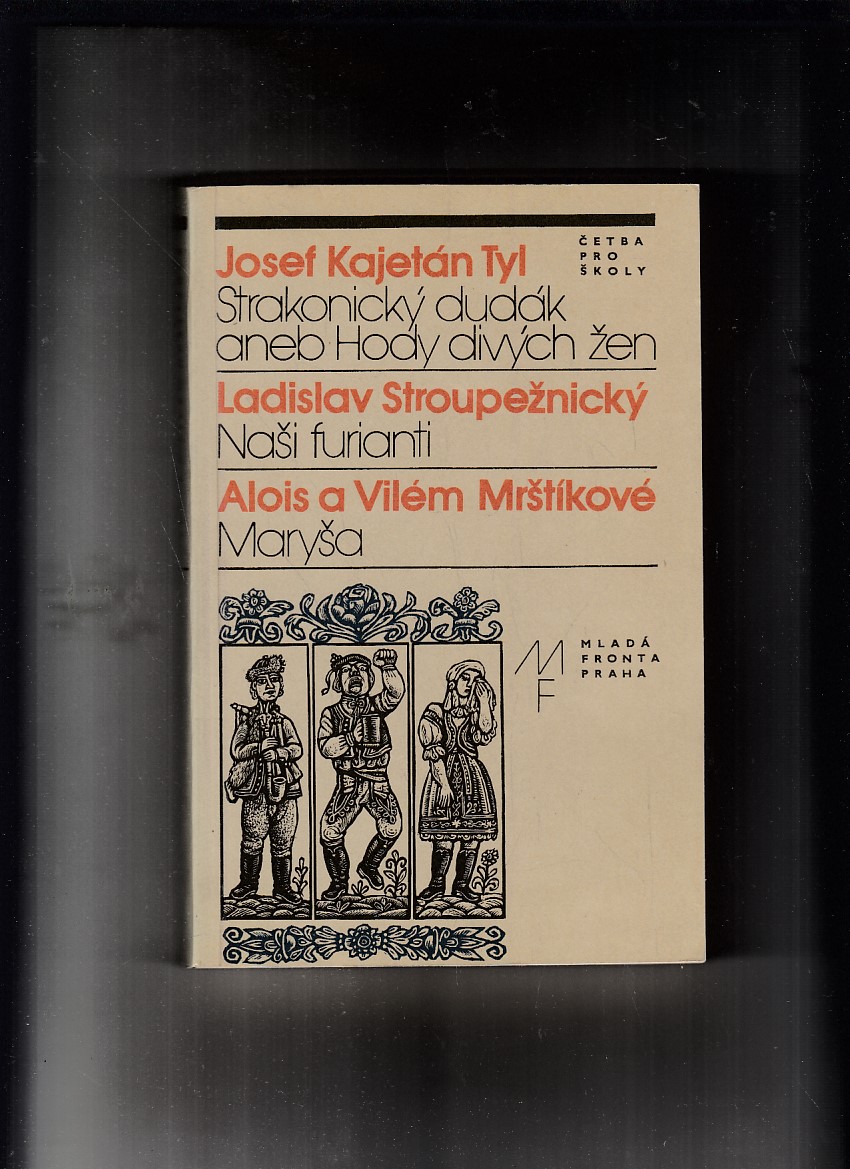 Josef Kajetán Tyl
Strakonický dudák
aneb Hody divých žen
ČETBA
PRO
ŠKOLY
Ladislav Stroupežnický
Naši furianti
Alois a Vilém Mrštíkové
Maryša
MF
MLADÁ
FRONTA
PRAHA